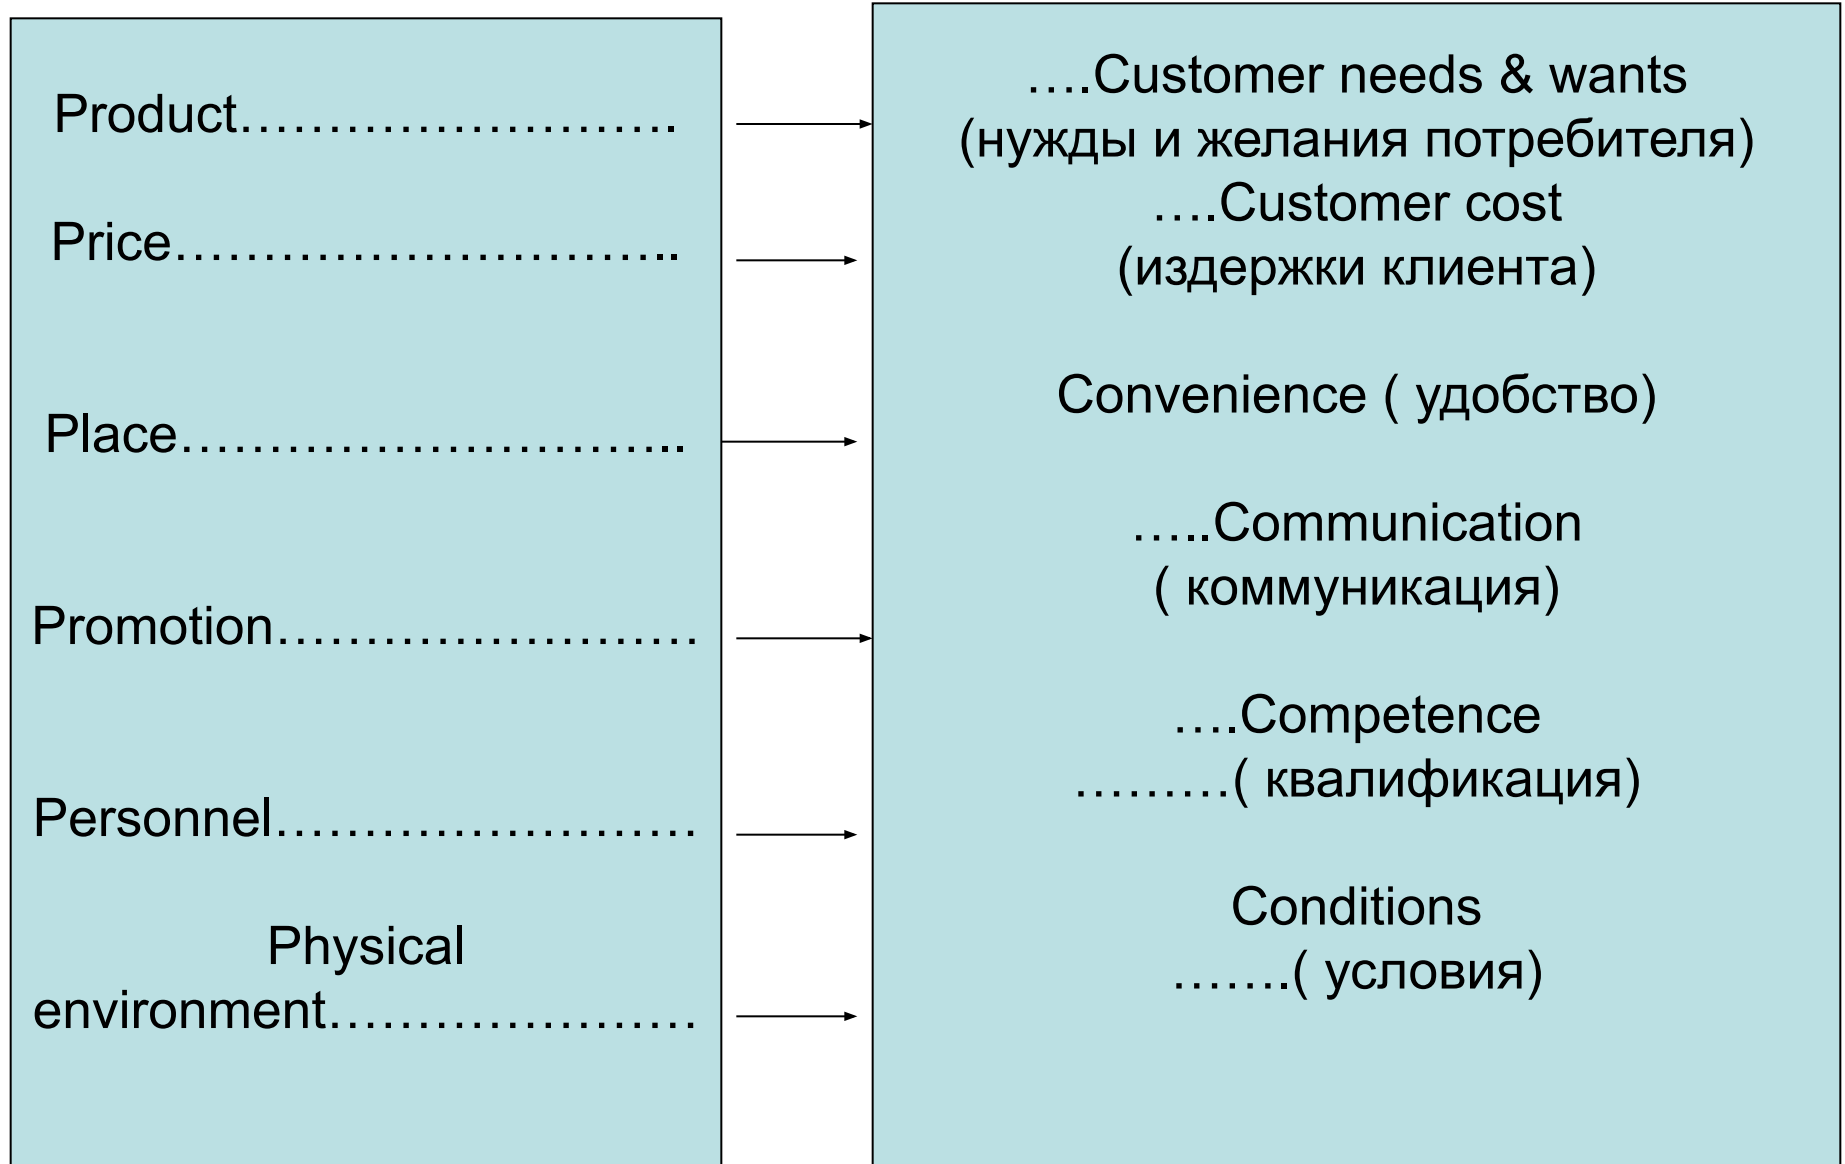 Product……………………….
Price…………………………..
Place…………………………..
Promotion……………………
Personnel……………………
Physical
environment…………………
….Customer needs & wants
(нужды и желания потребителя)
….Customer cost
(издержки клиента)
Convenience ( удобство)
…..Communication
( коммуникация)
….Competence
………( квалификация)
Conditions
…….( условия)